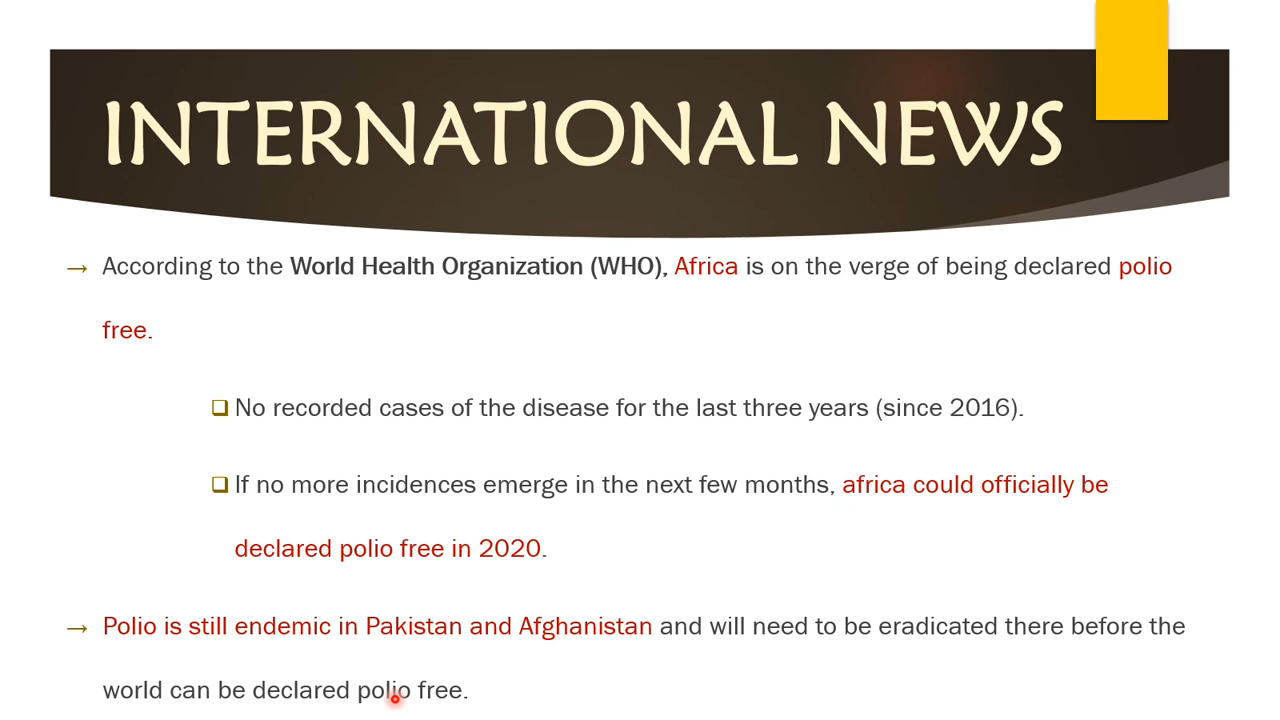 INTERNATIONAL NEWS
→ According to the World Health Organization (WHO), Africa is on the verge of being declared polio
free.
❑ No recorded cases of the disease for the last three years (since 2016).
❑ If no more incidences emerge in the next few months, africa could officially be
declared polio free in 2020.
→ Polio is still endemic in Pakistan and Afghanistan and will need to be eradicated there before the
world can be declared polio free.